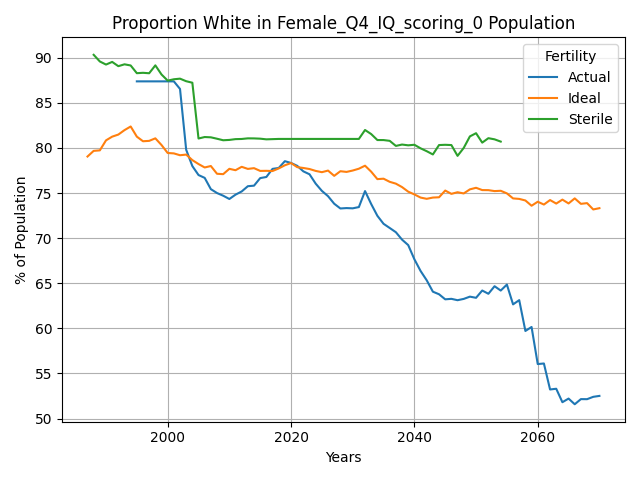 Proportion White in Female_Q4_IQ_scoring_0 Population
% of Population
90
85
80
75
70
65
60
55
50
Fertility
Actual
Ideal
Sterile
2000
2020
2040
2060
Years